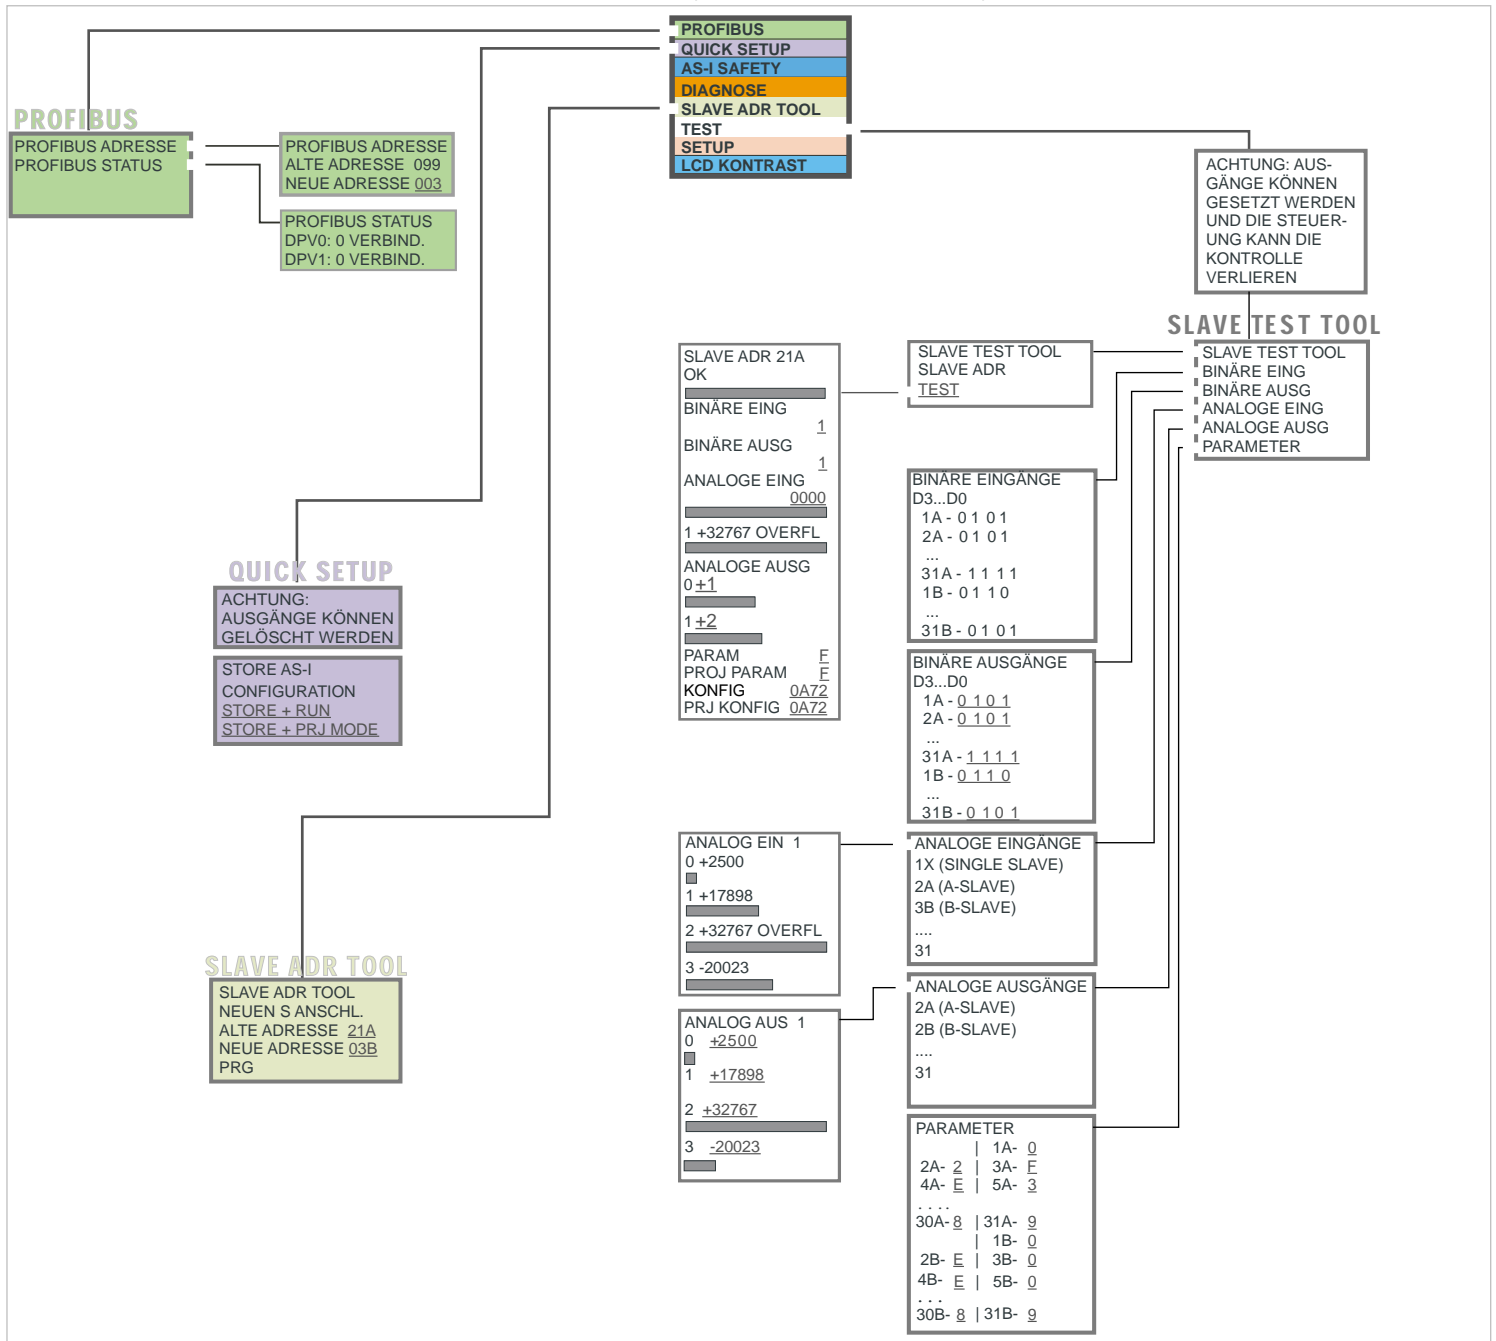 PROFIBUS
QUICK SETUP
AS-I SAFETY
DIAGNOSE
SLAVE ADR TOOL
TEST
SETUP
LCD KONTRAST
PROFIBUS
PROFIBUS ADRESSE
PROFIBUS STATUS
PROFIBUS ADRESSE
ALTE ADRESSE 099
NEUE ADRESSE 003
PROFIBUS STATUS
DPV0: 0 VERBIND.
DPV1: 0 VERBIND.
ACHTUNG: AUS-
GÄNGE KÖNNEN
GESETZT WERDEN
UND DIE STEUER-
UNG KANN DIE
KONTROLLE
VERLIEREN
SLAVE TEST TOOL
SLAVE TEST TOOL
BINÄRE EING
BINÄRE AUSG
ANALOGE EING
ANALOGE AUSG
PARAMETER
SLAVE TEST TOOL
SLAVE ADR
TEST
SLAVE ADR 21A
OK
BINÄRE EING
1
BINÄRE AUSG
1
ANALOGE EING
0000
1 +32767 OVERFL
ANALOGE AUSG
0 +1
1 +2
PARAM F
PROJ PARAM F
KONFIG 0A72
PRJ KONFIG 0A72
BINÄRE EINGÄNGE
D3...D0
1A - 0 1 0 1
2A - 0 1 0 1
...
31A - 1 1 1 1
1B - 0 1 1 0
...
31B - 0 1 0 1
BINÄRE AUSGÄNGE
D3...D0
1A - 0 1 0 1
2A - 0 1 0 1
...
31A - 1 1 1 1
1B - 0 1 1 0
...
31B - 0 1 0 1
QUICK SETUP
ACHTUNG:
AUSGÄNGE KÖNNEN
GELÖSCHT WERDEN
STORE AS-I
CONFIGURATION
STORE + RUN
STORE + PRJ MODE
ANALOG EIN 1
0 +2500
1 +17898
2 +32767 OVERFL
3 -20023
ANALOGE EINGÄNGE
1X (SINGLE SLAVE)
2A (A-SLAVE)
3B (B-SLAVE)
....
31
SLAVE ADR TOOL
SLAVE ADR TOOL
NEUEN S ANSCHL.
ALTE ADRESSE 21A
NEUE ADRESSE 03B
PRG
ANALOG AUS 1
0 +2500
1 +17898
2 +32767
3 -20023
ANALOGE AUSGÄNGE
2A (A-SLAVE)
2B (B-SLAVE)
....
31
PARAMETER
| 1A- 0
2A- 2 | 3A- F
4A- E | 5A- 3
. . . .
30A- 8 | 31A- 9
| 1B- 0
2B- E | 3B- 0
4B- E | 5B- 0
. . .
30B- 8 | 31B- 9